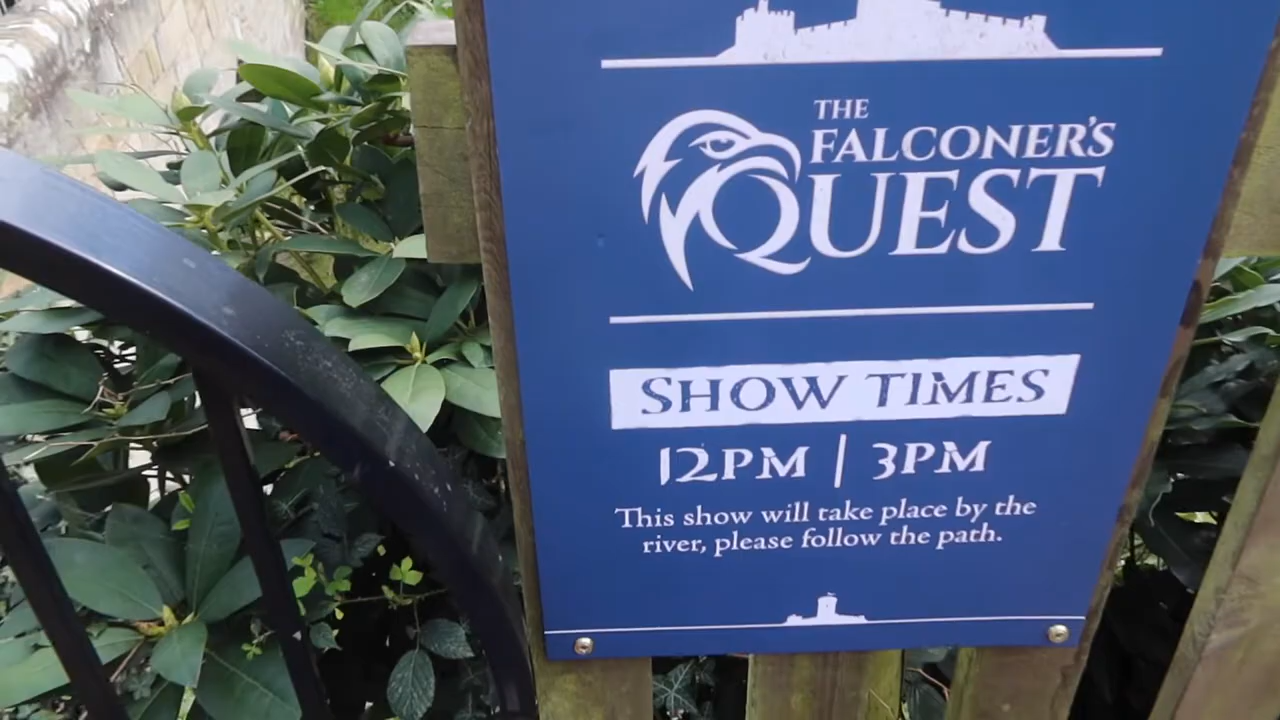 THE
FALCONER'S
QUEST
SHOW TIMES
12PM | 3PM
This show will take place by the
river, please follow the path.